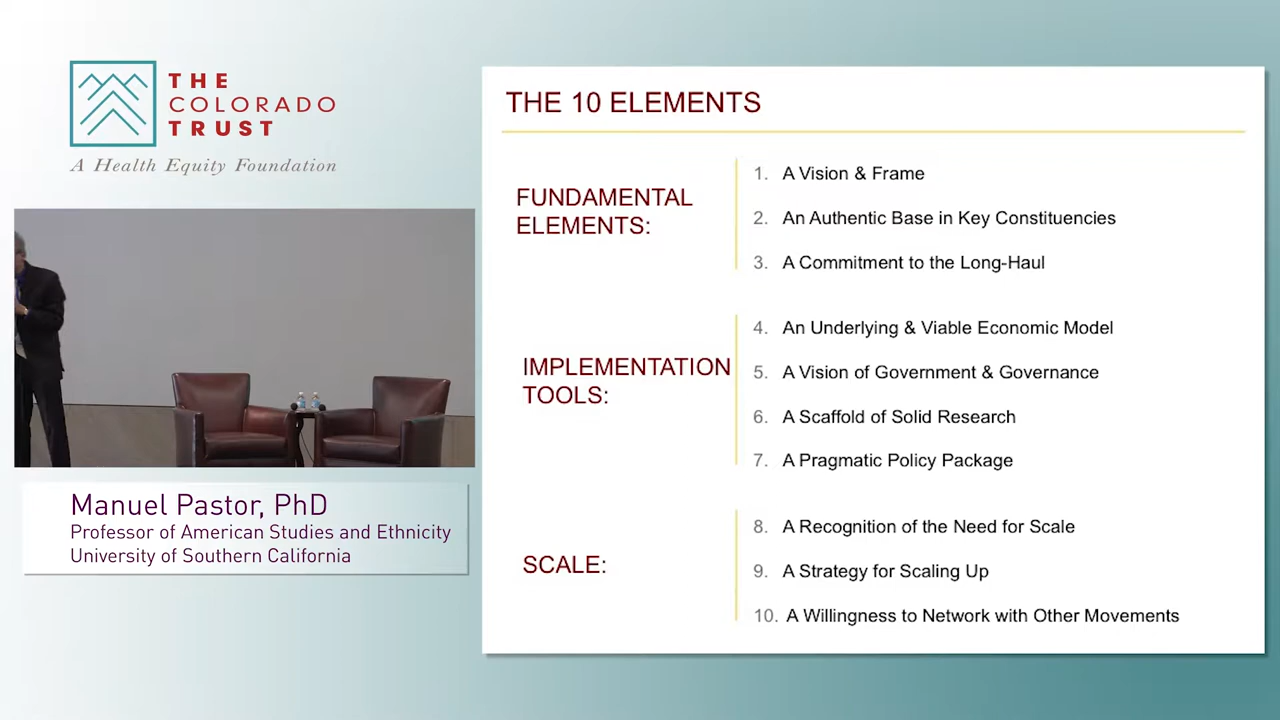 THE
COLORADO
TRUST
A Health Equity Foundation
Manuel Pastor, PhD
Professor of American Studies and Ethnicity
University of Southern California
THE 10 ELEMENTS
FUNDAMENTAL
ELEMENTS:
1. A Vision & Frame
2. An Authentic Base in Key Constituencies
3. A Commitment to the Long-Haul
IMPLEMENTATION
TOOLS:
4. An Underlying & Viable Economic Model
5. A Vision of Government & Governance
6. A Scaffold of Solid Research
7. A Pragmatic Policy Package
SCALE:
8. A Recognition of the Need for Scale
9. A Strategy for Scaling Up
10. A Willingness to Network with Other Movements